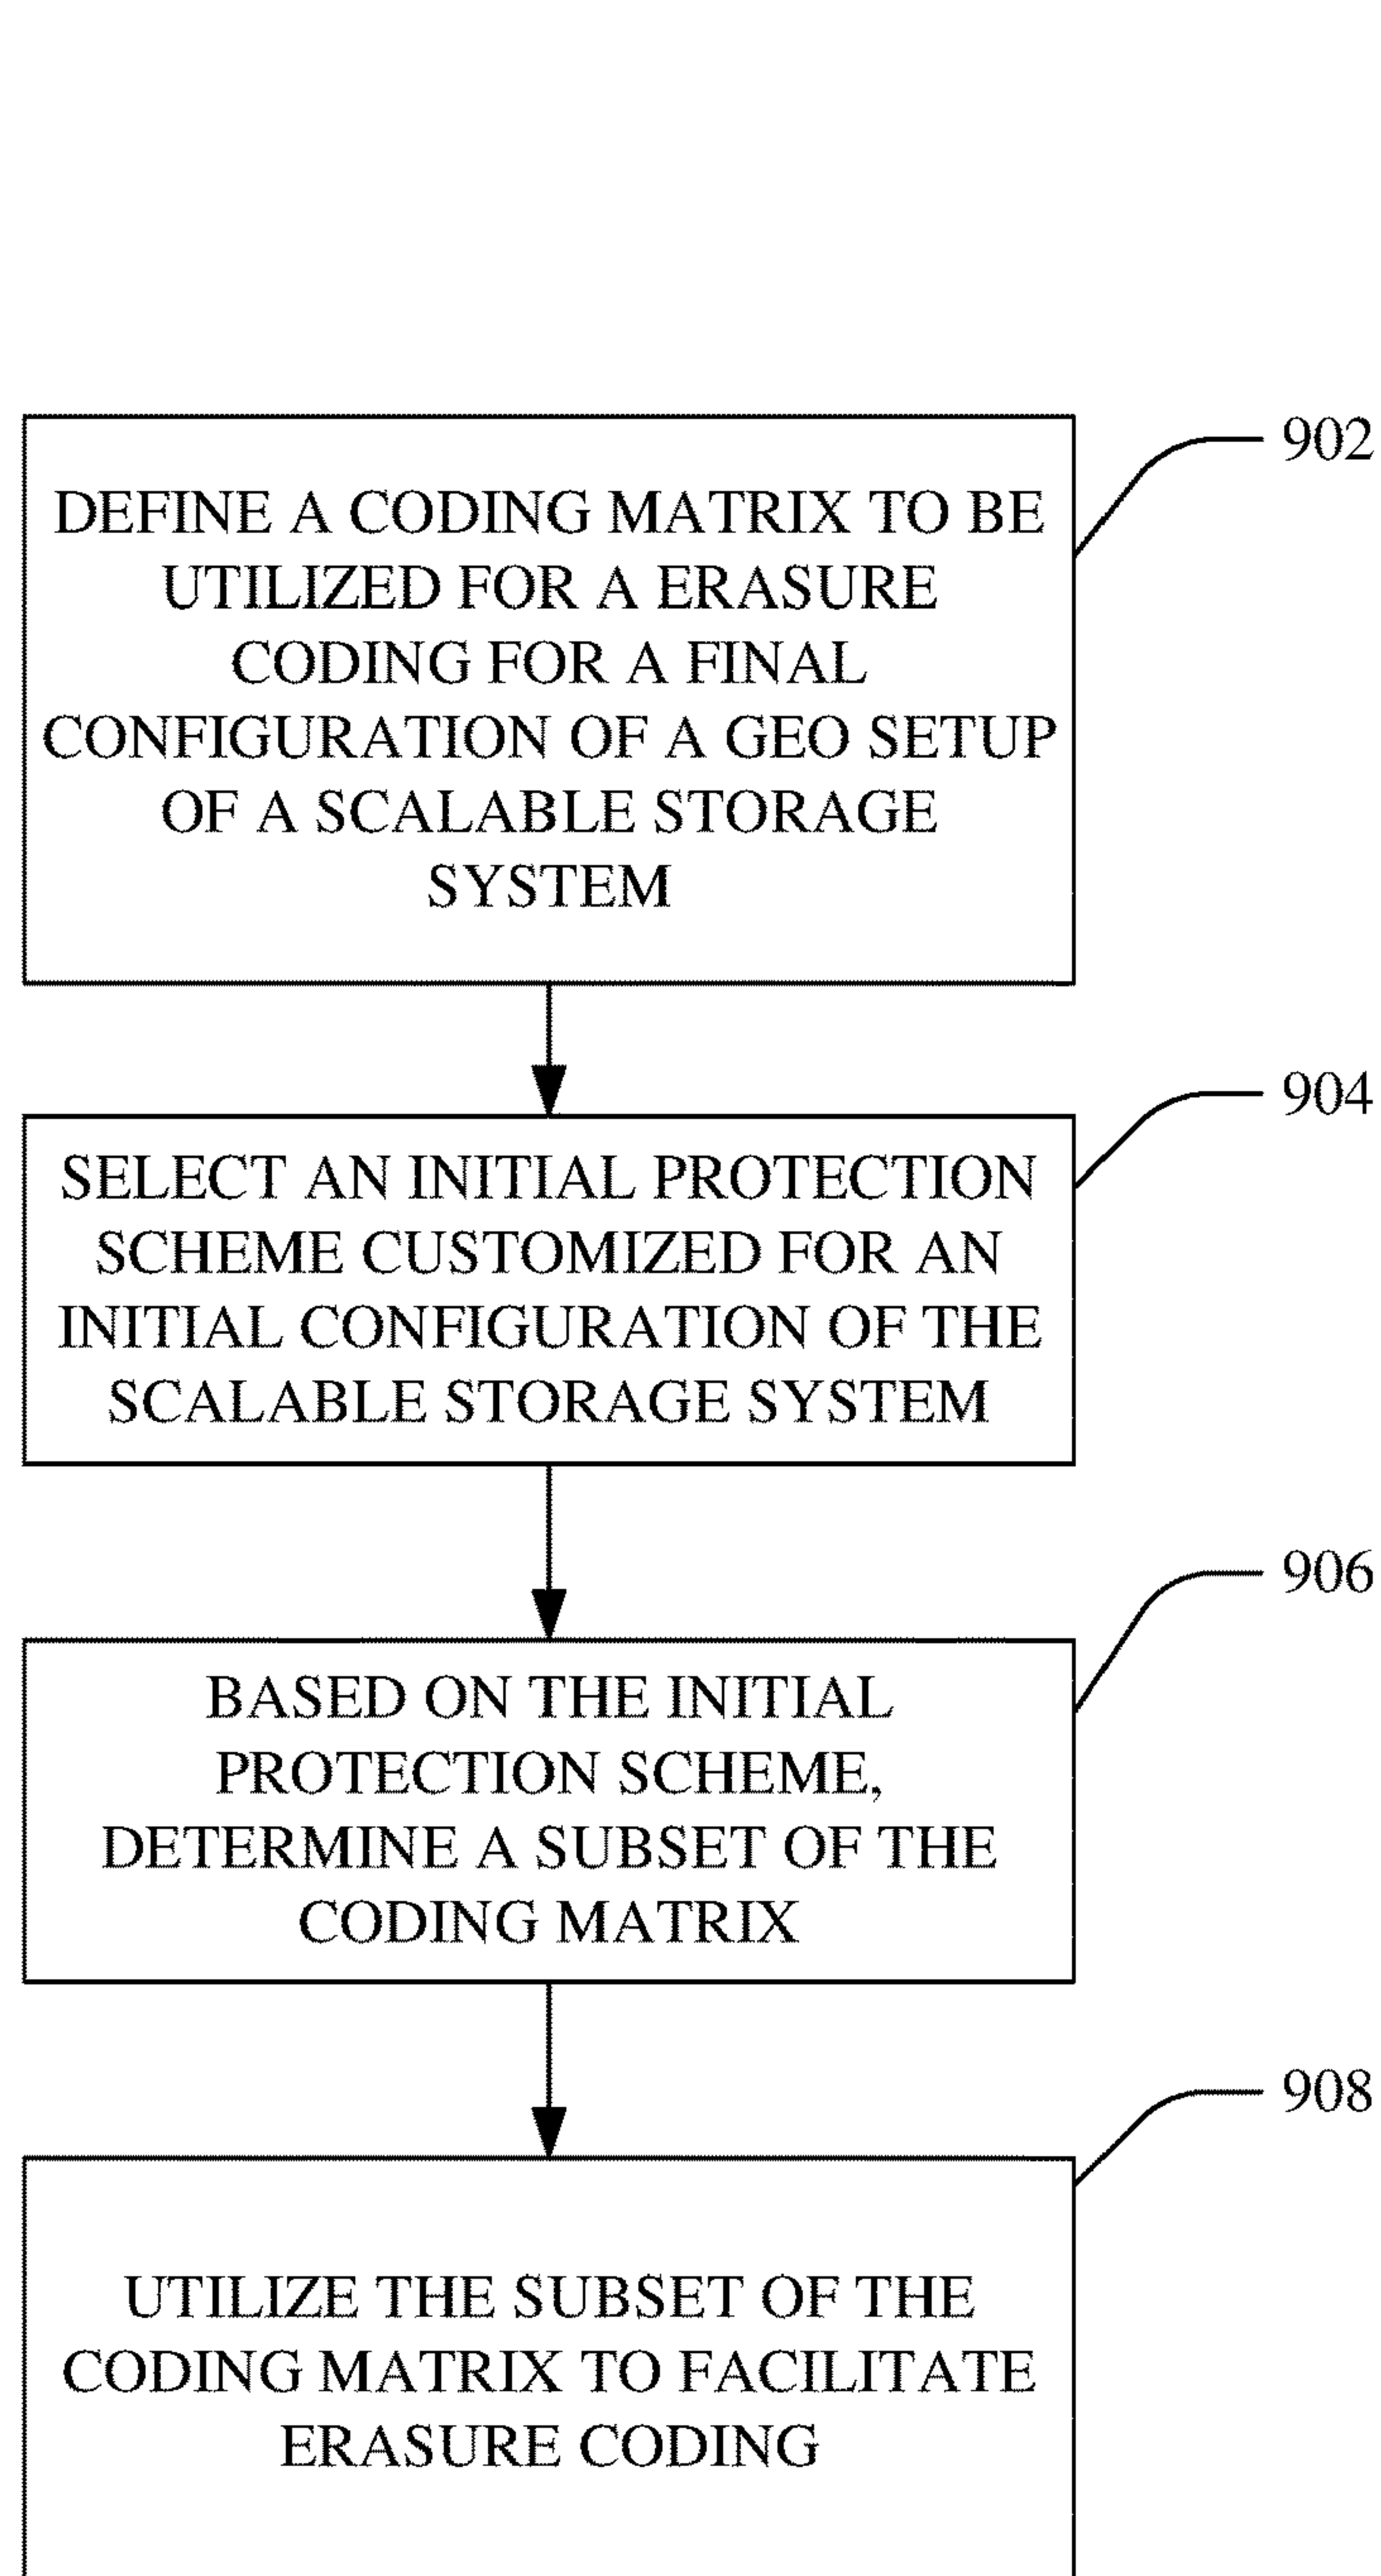 902
DEFINE A CODING MATRIX TO BE
UTILIZED FOR A ERASURE
CODING FOR A FINAL
CONFIGURATION OF A GEO SETUP
OF A SCALABLE STORAGE
SYSTEM
904
SELECT AN INITIAL PROTECTION
SCHEME CUSTOMIZED FOR AN
INITIAL CONFIGURATION OF THE
SCALABLE STORAGE SYSTEM
906
BASED ON THE INITIAL
PROTECTION SCHEME,
DETERMINE A SUBSET OF THE
CODING MATRIX
908
UTILIZE THE SUBSET OF THE
CODING MATRIX TO FACILITATE
ERASURE CODING